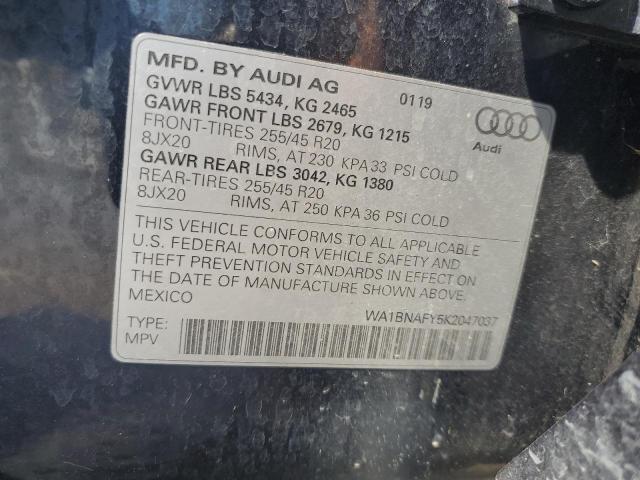 MFD. BY AUDI AG 0119
GVWR LBS 5434, KG 2465
GAWR FRONT LBS 2679, KG 1215
FRONT-TIRES 255/45 R20
8JX20 RIMS, AT 230 KPA 33 PSI COLD
GAWR REAR LBS 3042, KG 1380
REAR-TIRES 255/45 R20
8JX20 RIMS, AT 250 KPA 36 PSI COLD
Audi
THIS VEHICLE CONFORMS TO ALL APPLICABLE
U.S. FEDERAL MOTOR VEHICLE SAFETY AND
THEFT PREVENTION STANDARDS IN EFFECT ON
THE DATE OF MANUFACTURE SHOWN ABOVE.
MEXICO WA1BNAFY5K2047037
TYPE:
MPV